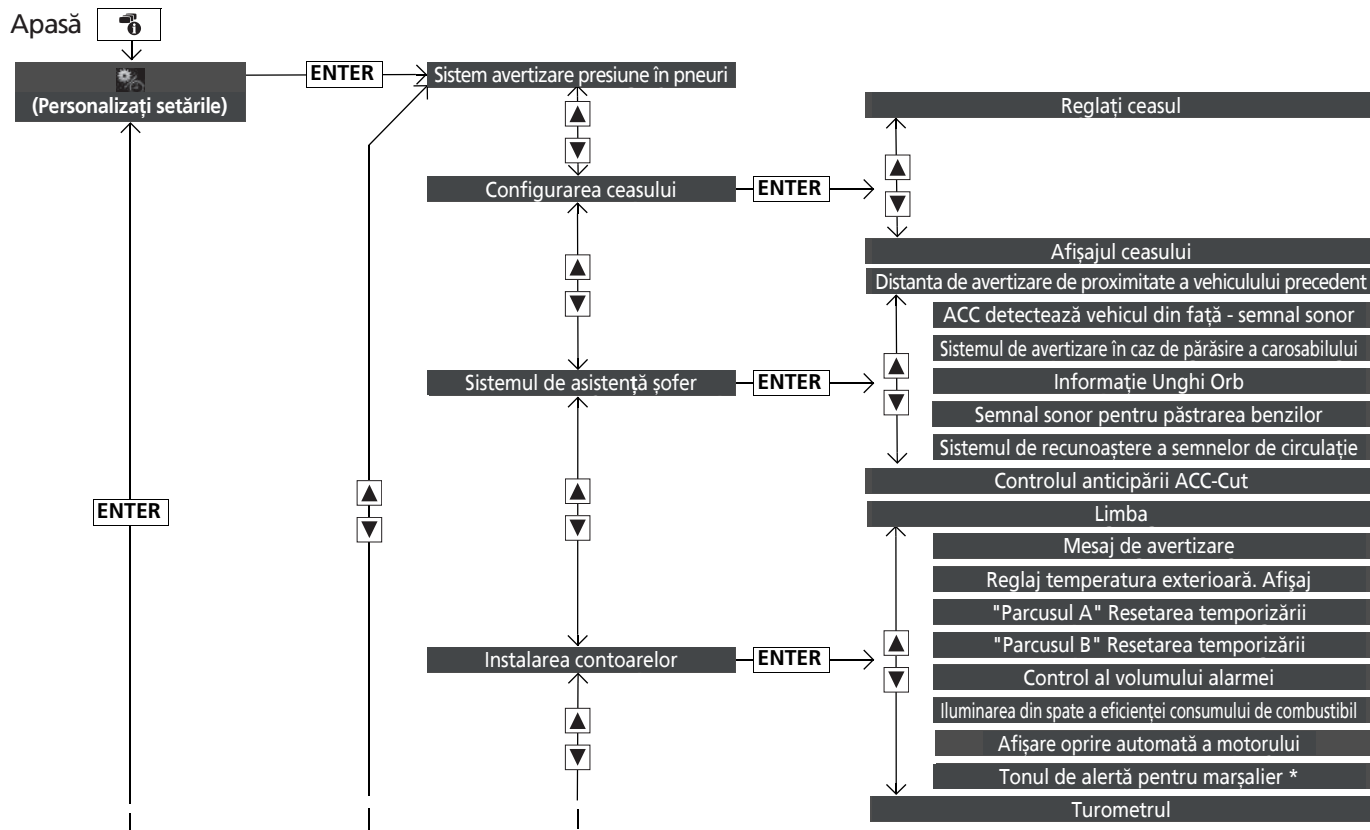 Apasă
(Personalizați setările)
ENTER
Sistem avertizare presiune în pneuri
Reglați ceasul
Configurarea ceasului
ENTER
Afișajul ceasului
Distanta de avertizare de proximitate a vehiculului precedent
ACC detectează vehicul din față - semnal sonor
Sistemul de avertizare în caz de părăsire a carosabilului
Sistemul de asistență șofer
ENTER
Informație Unghi Orb
Semnal sonor pentru păstrarea benzilor
Sistemul de recunoaștere a semnelor de circulație
Controlul anticipării ACC-Cut
ENTER
Limba
Mesaj de avertizare
Reglaj temperatura exterioară. Afişaj
"Parcusul A" Resetarea temporizării
"Parcusul B" Resetarea temporizării
Instalarea contoarelor
ENTER
Control al volumului alarmei
Iluminarea din spate a eficienței consumului de combustibil
Afișare oprire automată a motorului
Tonul de alertă pentru marșalier *
Turometrul